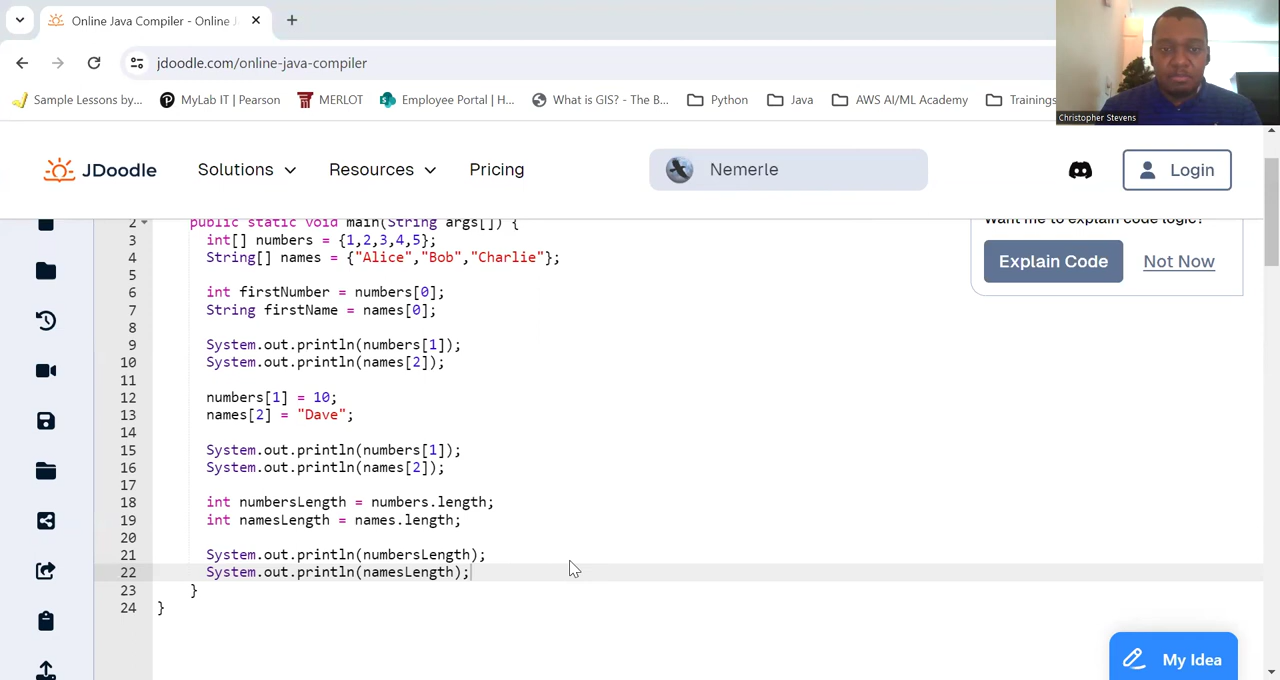 Online Java Compiler - Online J
jdoodle.com/online-java-compiler
Sample Lessons by...
MyLab IT | Pearson
MERLOT
Employee Portal | H...
What is GIS? - The B...
Python
Java
AWS AI/ML Academy
Trainings
Christopher Stevens
JDoodle
Solutions
Resources
Pricing
Nemerle
Login
Want me to explain code logic?
Explain Code
Not Now
2 public static void main(String args[]) {
3 int[] numbers = {1,2,3,4,5};
4 String[] names = {"Alice","Bob","Charlie"};
5
6 int firstNumber = numbers[0];
7 String firstName = names[0];
8
9 System.out.println(numbers[1]);
10 System.out.println(names[2]);
11
12 numbers[1] = 10;
13 names[2] = "Dave";
14
15 System.out.println(numbers[1]);
16 System.out.println(names[2]);
17
18 int numbersLength = numbers.length;
19 int namesLength = names.length;
20
21 System.out.println(numbersLength);
22 System.out.println(namesLength);
23 }
24 }
My Idea